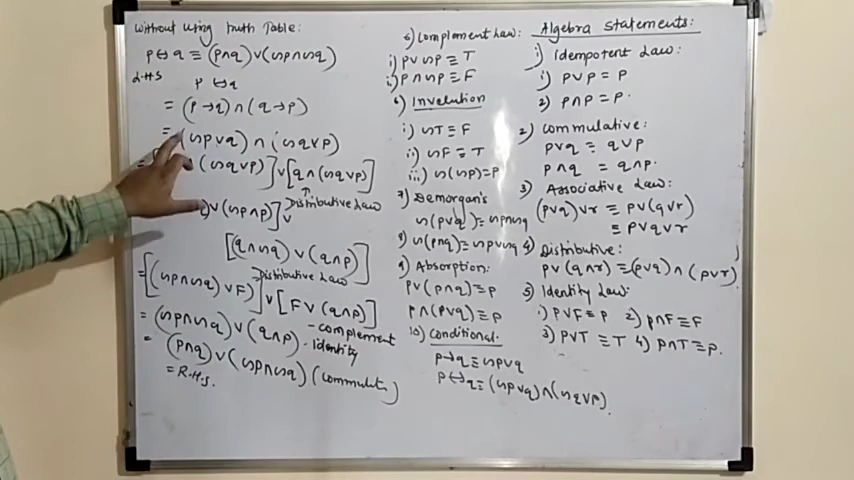 without using truth Table:
p↔q ≡ (p∧q)∨(∽p∧∽q)
L.H.S p ↔ q
= (p→q)∧(q→p)
= (∽p∨q)∧(∽q∨p)
(∽q∨p)]∨[q∧(∽q∨p)]
Distributive Law
)∨(∽p∧p)]∨
[(q∧∽q)∨(q∧p)]
Distributive Law
=[(∽p∧∽q)∨F)]∨[F∨(q∧p)]
- complement
= (∽p∧∽q)∨(q∧p) - Identity
= (p∧q)∨(∽p∧∽q) (commutite)
= R.H.S.
5) Complement Law:
i) p∨∽p ≡ T
ii) p∧∽p ≡ F
6) Involution
i) ∽T ≡ F
ii) ∽F ≡ T
iii) ∽(∽p)=p
7) Demorgan's
∽(p∨q)=∽p∧∽q
8) ∽(p∧q)=∽p∨∽q
9) Absorption:
p∨(p∧q)≡p
p∧(p∨q)≡p
10) Conditional.
p→q ≡ ∽p∨q
p↔q ≡ (∽p∨q)∧(∽q∨p).
Algebra Statements:
1) Idempotent Law:
1) p∨p = p
2) p∧p = p.
2) Commutative:
p∨q ≡ q∨p
p∧q = q∧p.
3) Associative Law:
(p∨q)∨r ≡ p∨(q∨r)
≡ p∨q∨r
4) Distributive:
p∨(q∧r)≡(p∨q)∧(p∨r)
5) Identity Law:
1) p∨F≡p 2) p∧F≡F
3) p∨T ≡T 4) p∧T≡p.